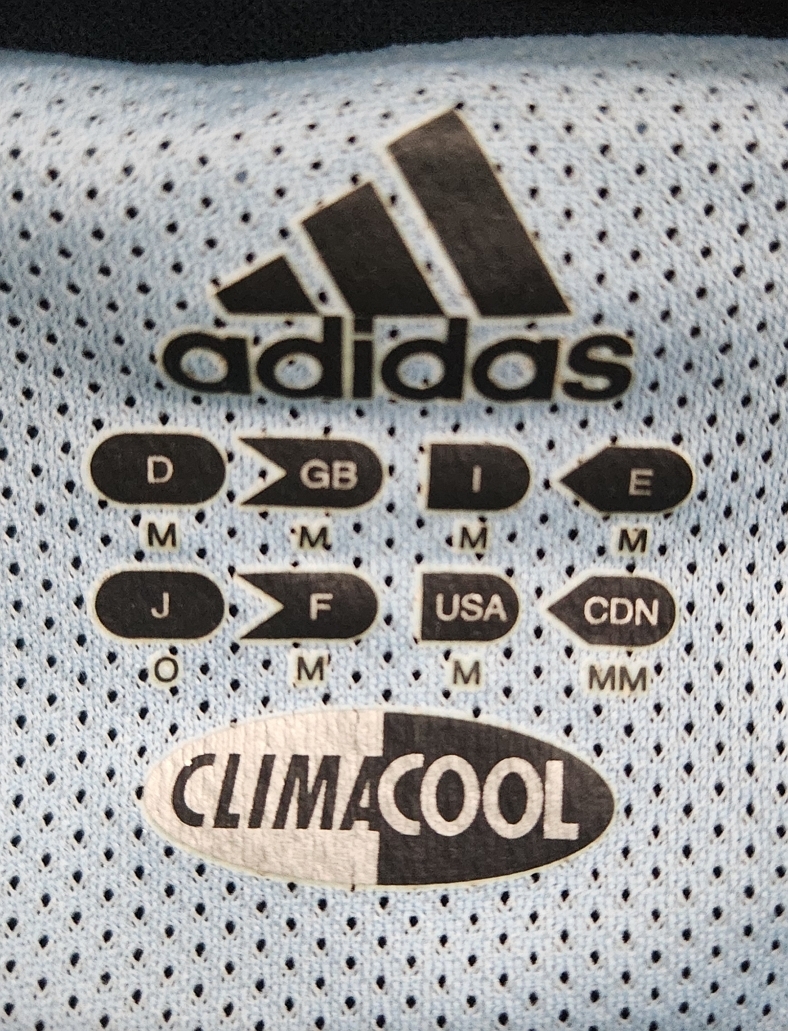 adidas
D GB I E
M M M M
J F USA CDN
O M M MM
CLIMACOOL